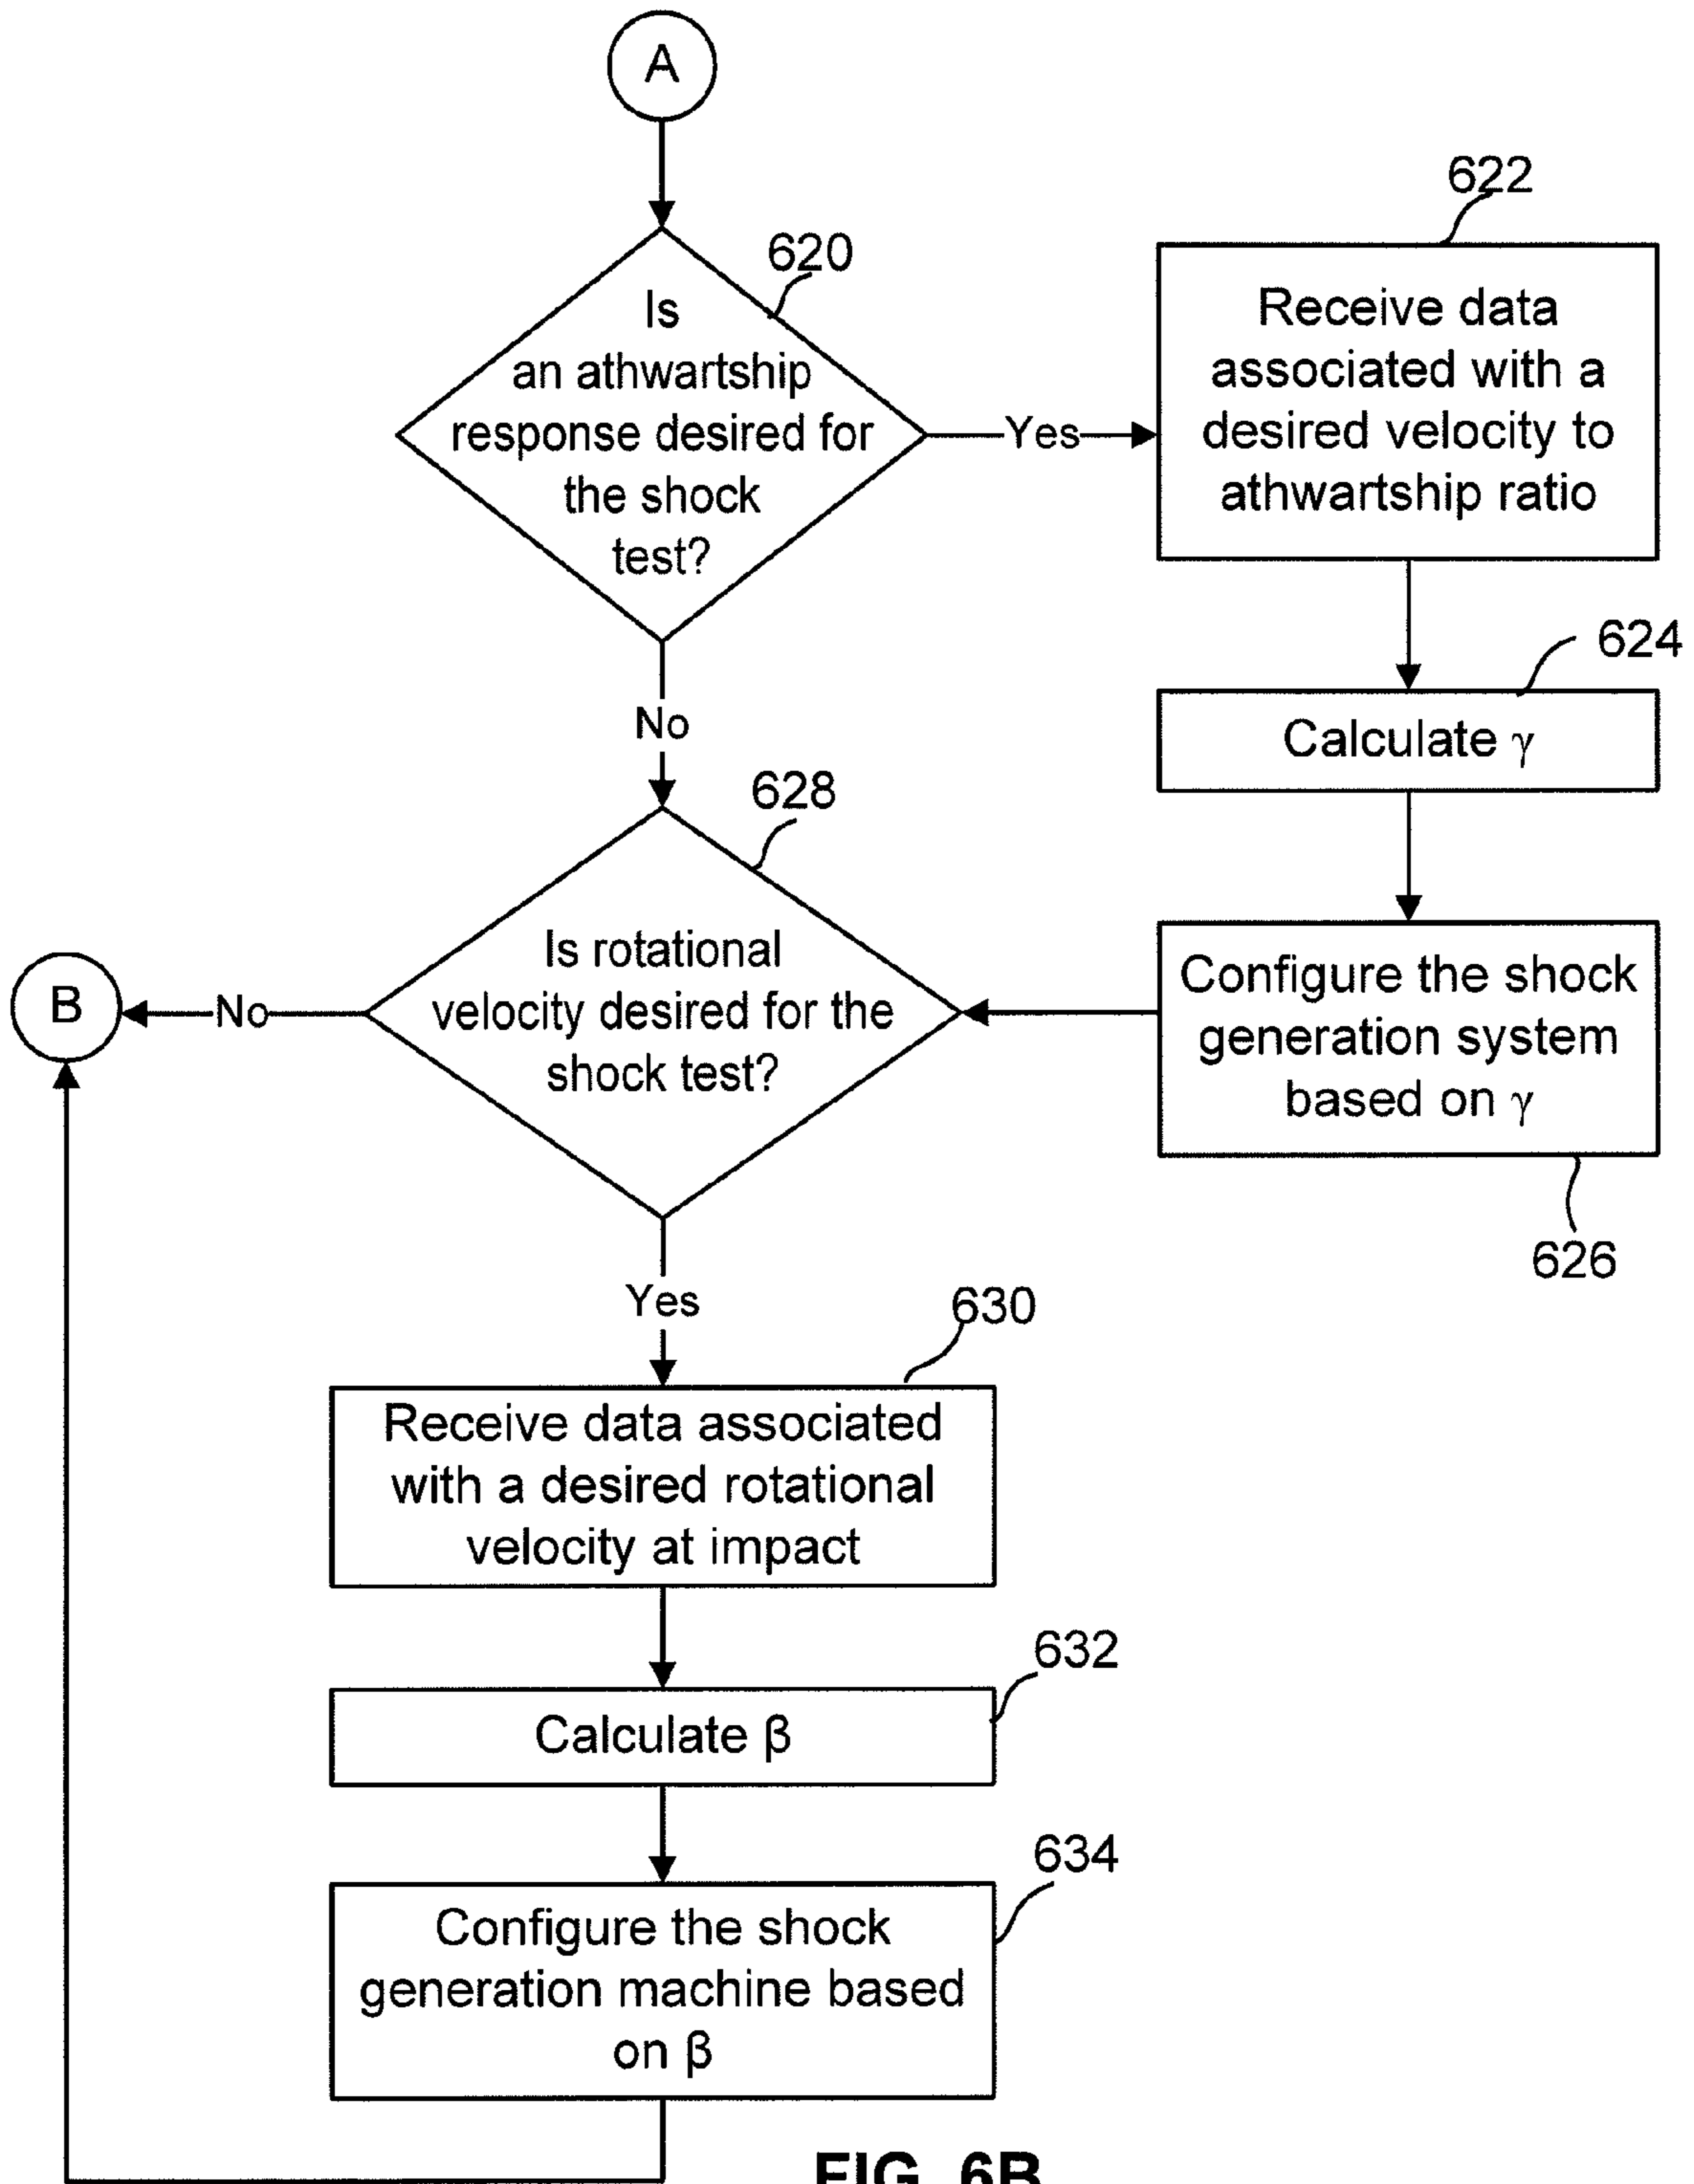 A
620
Is
an athwartship
response desired for
the shock
test?
Yes
622
Receive data
associated with a
desired velocity to
athwartship ratio
624
Calculate γ
Configure the shock
generation system
based on γ
626
No
628
Is rotational
velocity desired for the
shock test?
No
B
Yes
630
Receive data associated
with a desired rotational
velocity at impact
632
Calculate β
634
Configure the shock
generation machine based
on β
FIG. 6B